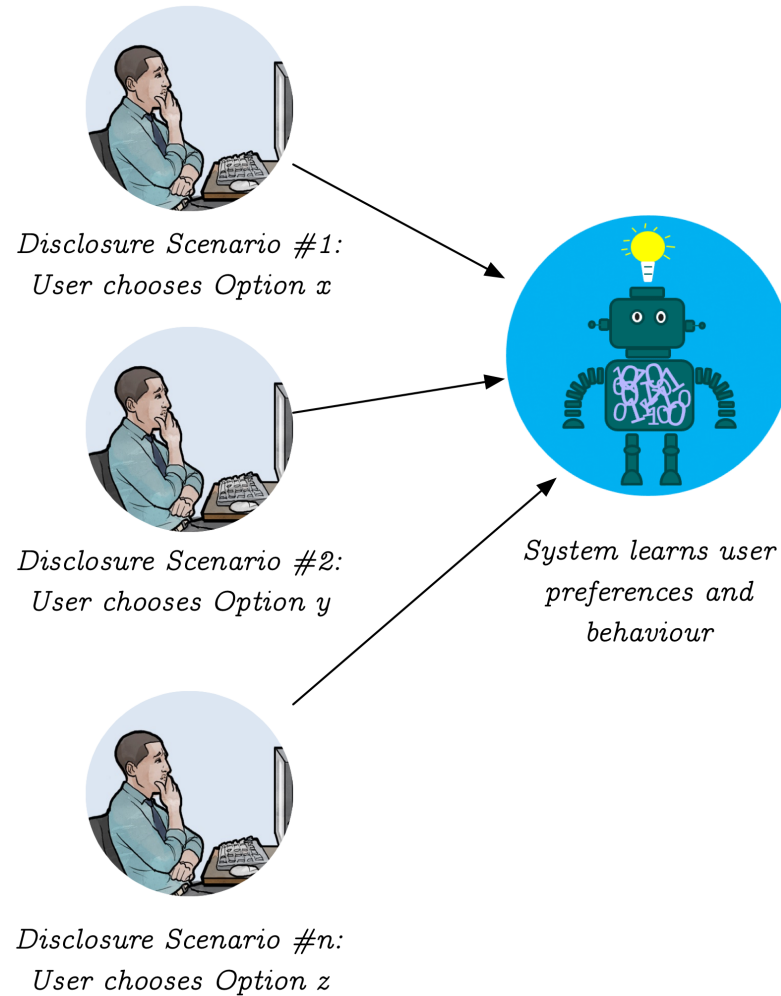 Disclosure Scenario #1:
User chooses Option x
Disclosure Scenario #2:
User chooses Option y
Disclosure Scenario #n:
User chooses Option z
System learns user
preferences and
behaviour